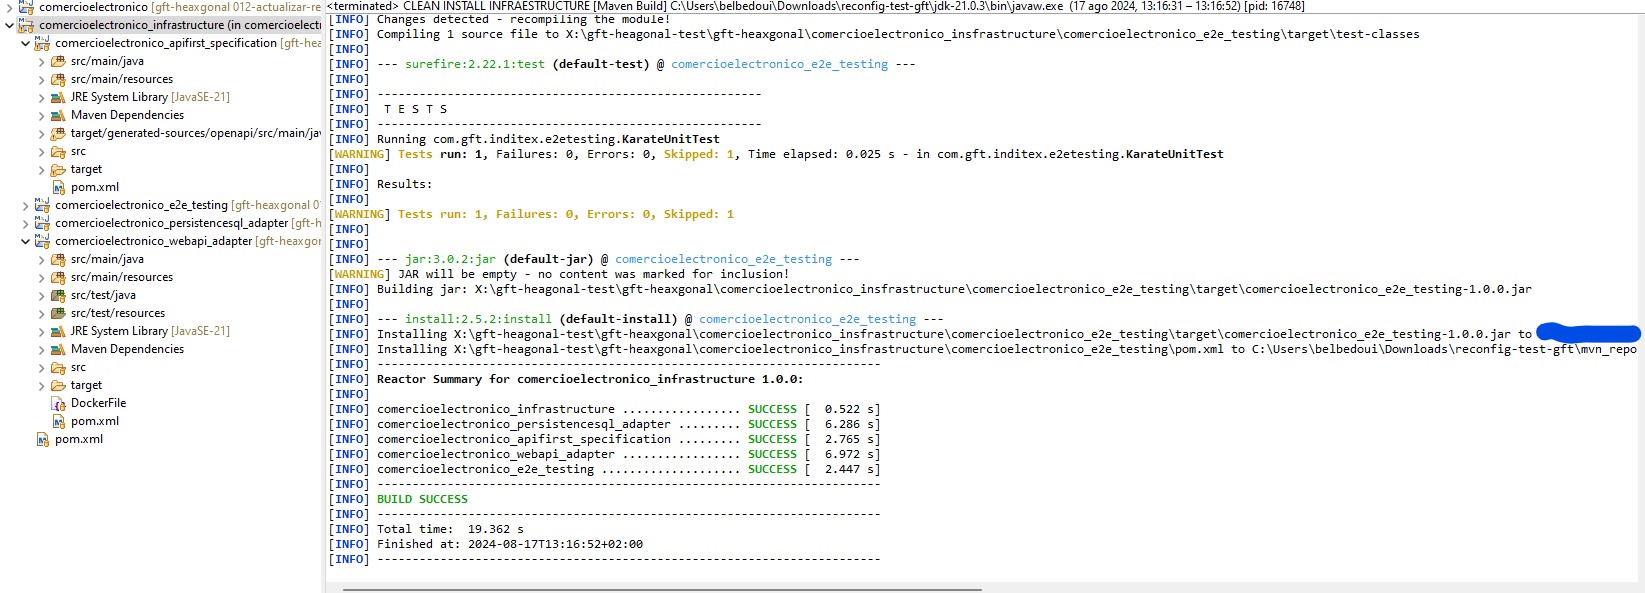 comercioelectronico [gft-hexagonal 012-actualizar-re
comercioelectronico_infrastructure (in comercioelectr
comercioelectronico_apifirst_specification [gft-hea
src/main/java
src/main/resources
JRE System Library [JavaSE-21]
Maven Dependencies
target/generated-sources/openapi/src/main/jav
src
target
pom.xml
comercioelectronico_e2e_testing [gft-heaxgonal 0
comercioelectronico_persistencesql_adapter [gft-h
comercioelectronico_webapi_adapter [gft-heaxgor
src/main/java
src/main/resources
src/test/java
src/test/resources
JRE System Library [JavaSE-21]
Maven Dependencies
src
target
DockerFile
pom.xml
pom.xml
<terminated> CLEAN INSTALL INFRAESTRUCTURE [Maven Build] C:\Users\belbedoui\Downloads\reconfig-test-gft\jdk-21.0.3\bin\javaw.exe (17 ago 2024, 13:16:31 – 13:16:52) [pid: 16748]
[INFO] Changes detected - recompiling the module!
[INFO] Compiling 1 source file to X:\gft-heagonal-test\gft-heaxgonal\comercioelectronico_insfrastructure\comercioelectronico_e2e_testing\target\test-classes
[INFO]
[INFO] --- surefire:2.22.1:test (default-test) @ comercioelectronico_e2e_testing ---
[INFO]
[INFO] -------------------------------------------------------
[INFO]  T E S T S
[INFO] -------------------------------------------------------
[INFO] Running com.gft.inditex.e2etesting.KarateUnitTest
[WARNING] Tests run: 1, Failures: 0, Errors: 0, Skipped: 1, Time elapsed: 0.025 s - in com.gft.inditex.e2etesting.KarateUnitTest
[INFO]
[INFO] Results:
[INFO]
[WARNING] Tests run: 1, Failures: 0, Errors: 0, Skipped: 1
[INFO]
[INFO]
[INFO] --- jar:3.0.2:jar (default-jar) @ comercioelectronico_e2e_testing ---
[WARNING] JAR will be empty - no content was marked for inclusion!
[INFO] Building jar: X:\gft-heagonal-test\gft-heaxgonal\comercioelectronico_insfrastructure\comercioelectronico_e2e_testing\target\comercioelectronico_e2e_testing-1.0.0.jar
[INFO]
[INFO] --- install:2.5.2:install (default-install) @ comercioelectronico_e2e_testing ---
[INFO] Installing X:\gft-heagonal-test\gft-heaxgonal\comercioelectronico_insfrastructure\comercioelectronico_e2e_testing\target\comercioelectronico_e2e_testing-1.0.0.jar to
[INFO] Installing X:\gft-heagonal-test\gft-heaxgonal\comercioelectronico_insfrastructure\comercioelectronico_e2e_testing\pom.xml to C:\Users\belbedoui\Downloads\reconfig-test-gft\mvn_repo
[INFO] ------------------------------------------------------------------------
[INFO] Reactor Summary for comercioelectronico_infrastructure 1.0.0:
[INFO]
[INFO] comercioelectronico_infrastructure ................. SUCCESS [  0.522 s]
[INFO] comercioelectronico_persistencesql_adapter ......... SUCCESS [  6.286 s]
[INFO] comercioelectronico_apifirst_specification ......... SUCCESS [  2.765 s]
[INFO] comercioelectronico_webapi_adapter ................. SUCCESS [  6.972 s]
[INFO] comercioelectronico_e2e_testing .................... SUCCESS [  2.447 s]
[INFO] ------------------------------------------------------------------------
[INFO] BUILD SUCCESS
[INFO] ------------------------------------------------------------------------
[INFO] Total time:  19.362 s
[INFO] Finished at: 2024-08-17T13:16:52+02:00
[INFO] ------------------------------------------------------------------------